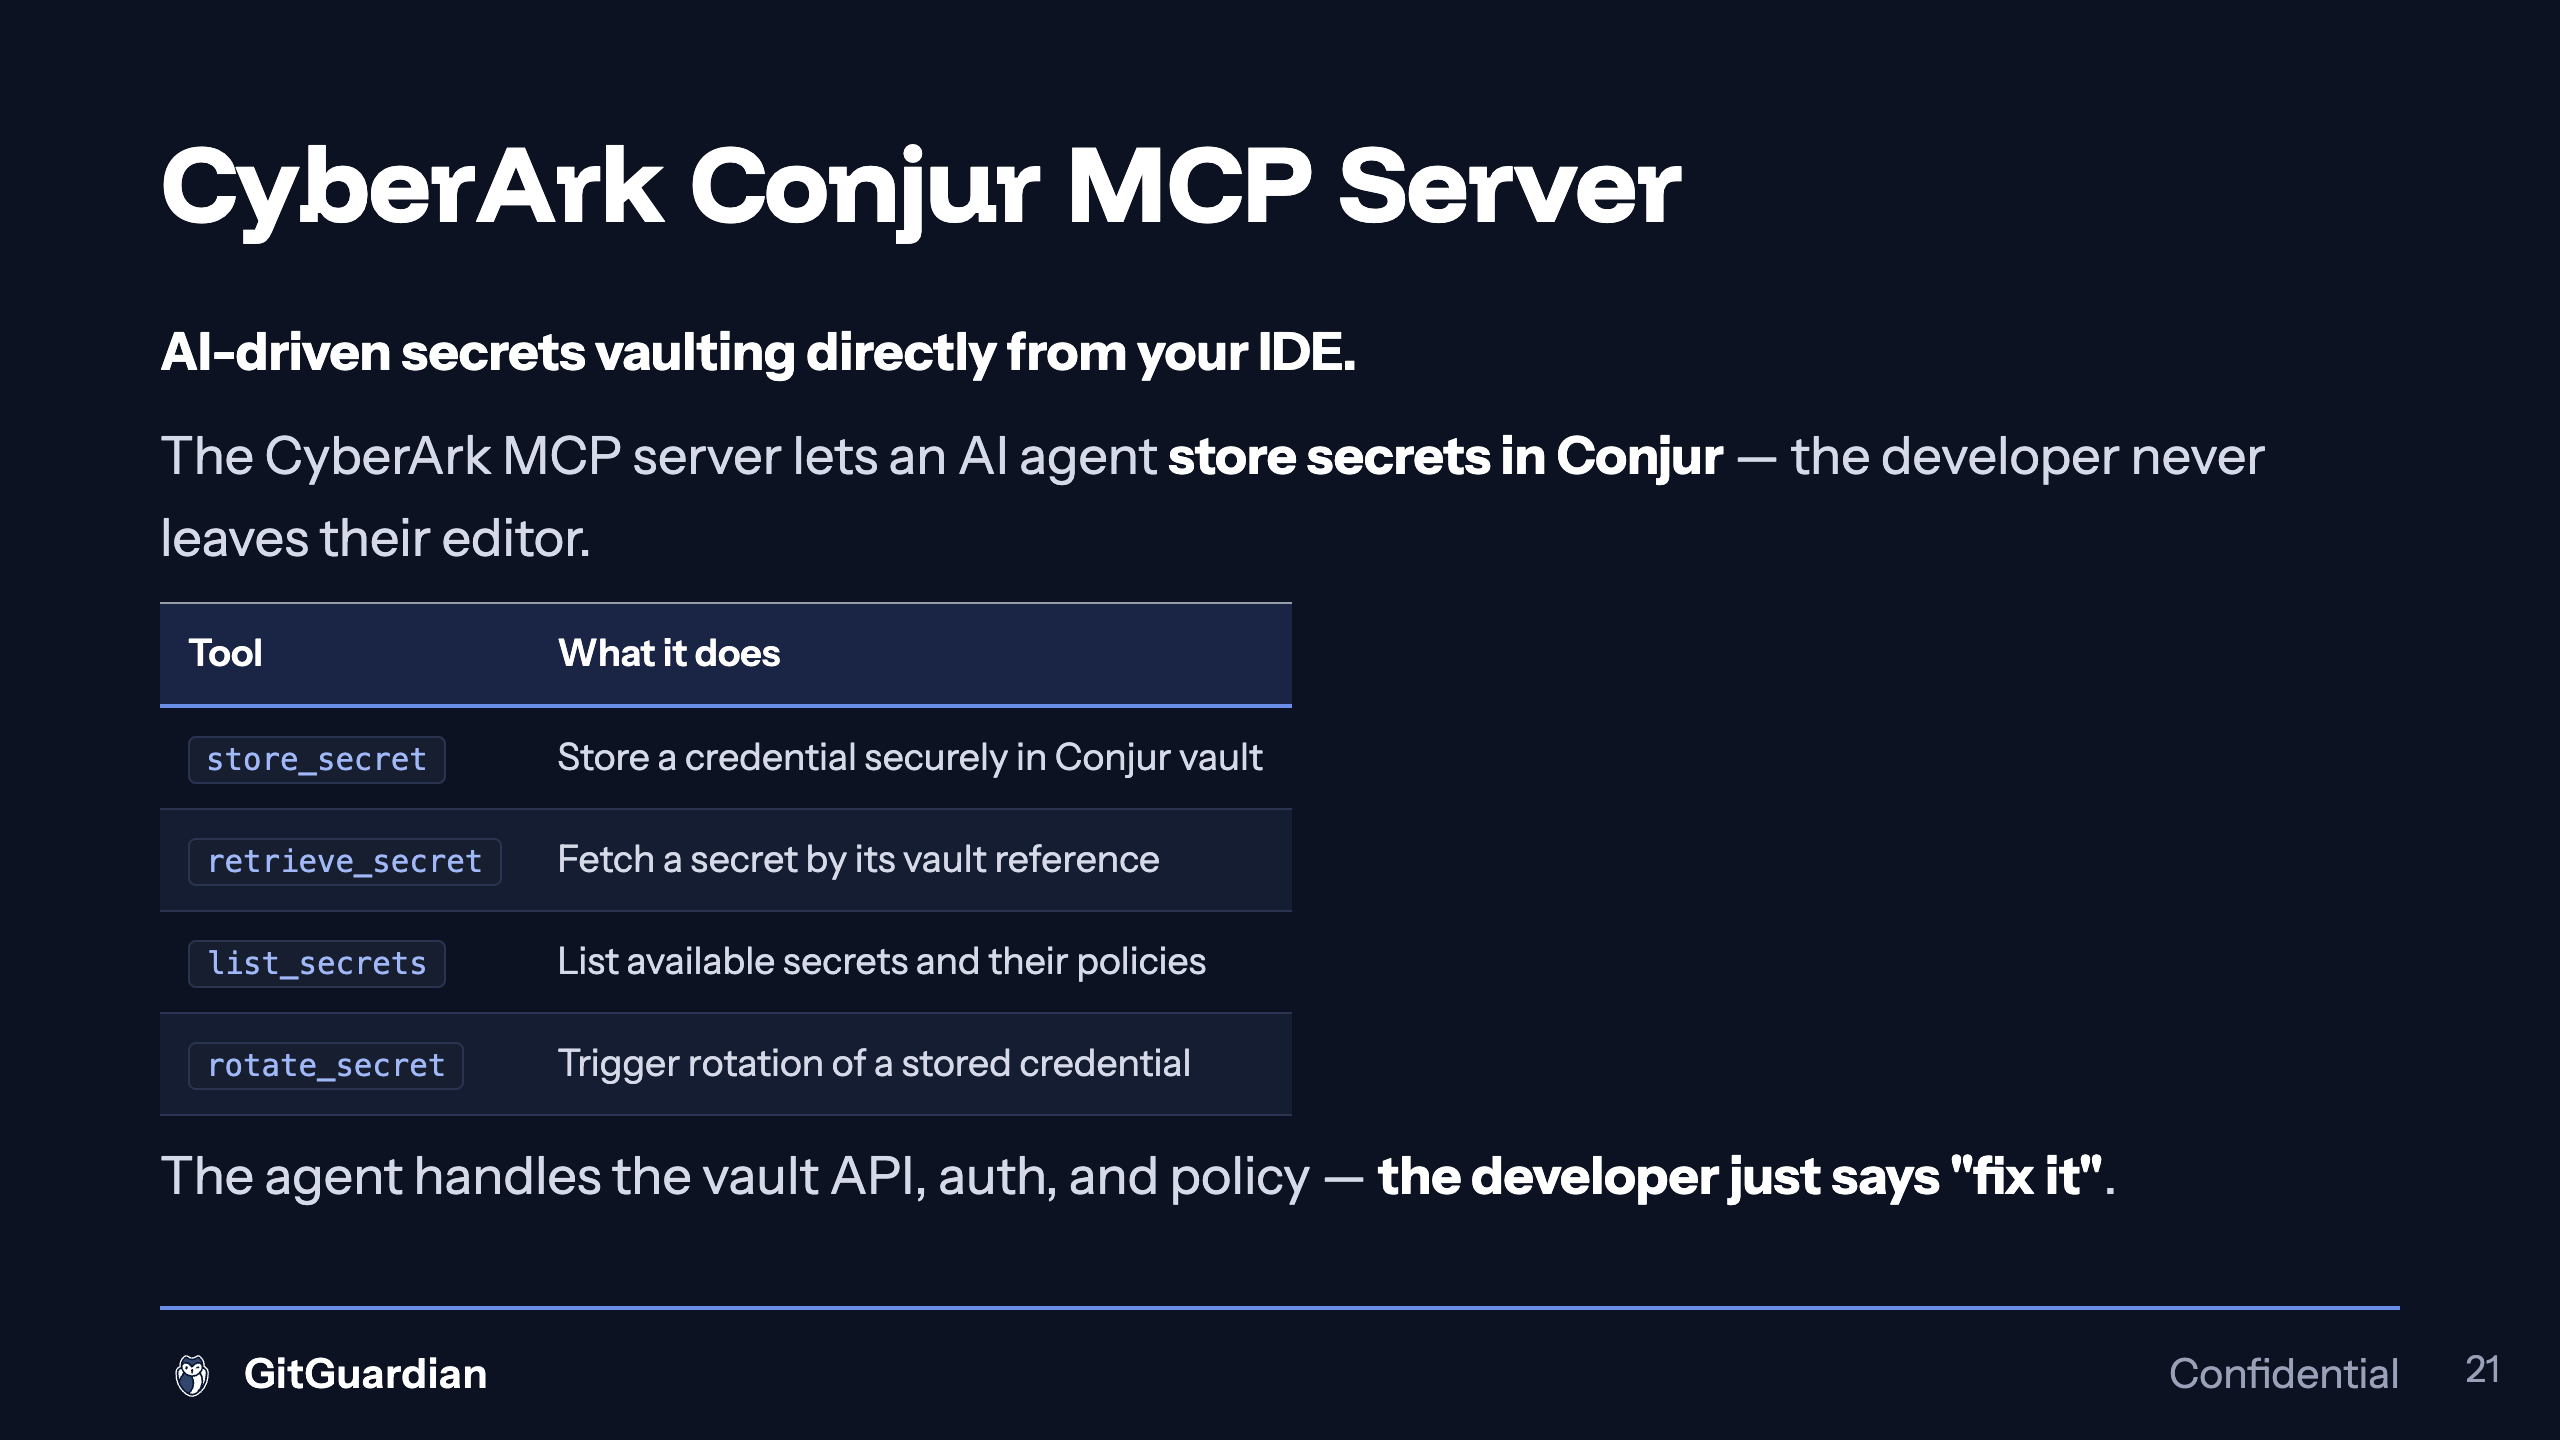 CyberArk Conjur MCP Server
AI-driven secrets vaulting directly from your IDE.
The CyberArk MCP server lets an AI agent store secrets in Conjur — the developer never
leaves their editor.
Tool What it does
store_secret Store a credential securely in Conjur vault
retrieve_secret Fetch a secret by its vault reference
list_secrets List available secrets and their policies
rotate_secret Trigger rotation of a stored credential
The agent handles the vault API, auth, and policy — the developer just says "fix it".
GitGuardian Confidential 21